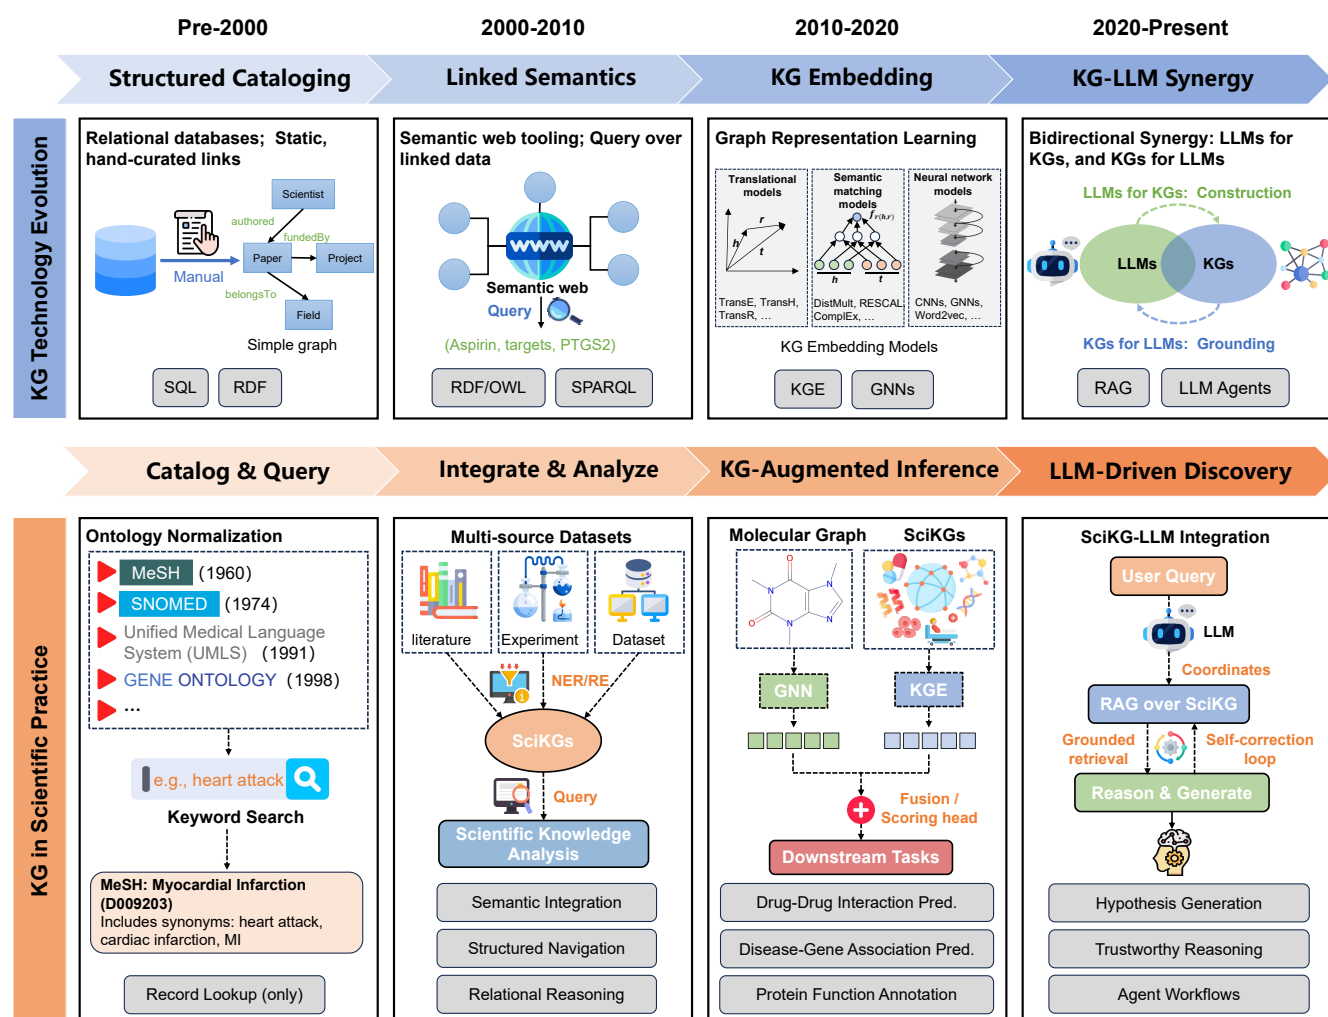 Pre-2000
2000-2010
2010-2020
2020-Present
Structured Cataloging
Linked Semantics
KG Embedding
KG-LLM Synergy
KG Technology Evolution
Relational databases; Static,
hand-curated links
Scientist
authored
fundedBy
Manual
Paper
Project
belongsTo
Field
Simple graph
SQL
RDF
Semantic web tooling; Query over
linked data
WWW
Semantic web
Query
(Aspirin, targets, PTGS2)
RDF/OWL
SPARQL
Graph Representation Learning
Translational
models
h
r
t
TransE, TransH,
TransR, ...
Semantic
matching
models
f r(h,r)
h
t
DistMult, RESCAL
ComplEx, ...
Neural network
models
CNNs, GNNs,
Word2vec, ...
KG Embedding Models
KGE
GNNs
Bidirectional Synergy: LLMs for
KGs, and KGs for LLMs
LLMs for KGs: Construction
LLMs
KGs
KGs for LLMs: Grounding
RAG
LLM Agents
Catalog & Query
Integrate & Analyze
KG-Augmented Inference
LLM-Driven Discovery
KG in Scientific Practice
Ontology Normalization
MeSH (1960)
SNOMED (1974)
Unified Medical Language
System (UMLS) (1991)
GENE ONTOLOGY (1998)
...
e.g., heart attack
Keyword Search
MeSH: Myocardial Infarction
(D009203)
Includes synonyms: heart attack,
cardiac infarction, MI
Record Lookup (only)
Multi-source Datasets
literature
Experiment
Dataset
NER/RE
SciKGs
Query
Scientific Knowledge
Analysis
Semantic Integration
Structured Navigation
Relational Reasoning
Molecular Graph
O
N
N
O
N
N
SciKGs
GNN
KGE
Fusion /
Scoring head
Downstream Tasks
Drug-Drug Interaction Pred.
Disease-Gene Association Pred.
Protein Function Annotation
SciKG-LLM Integration
User Query
LLM
Coordinates
RAG over SciKG
Grounded
retrieval
Self-correction
loop
Reason & Generate
Hypothesis Generation
Trustworthy Reasoning
Agent Workflows